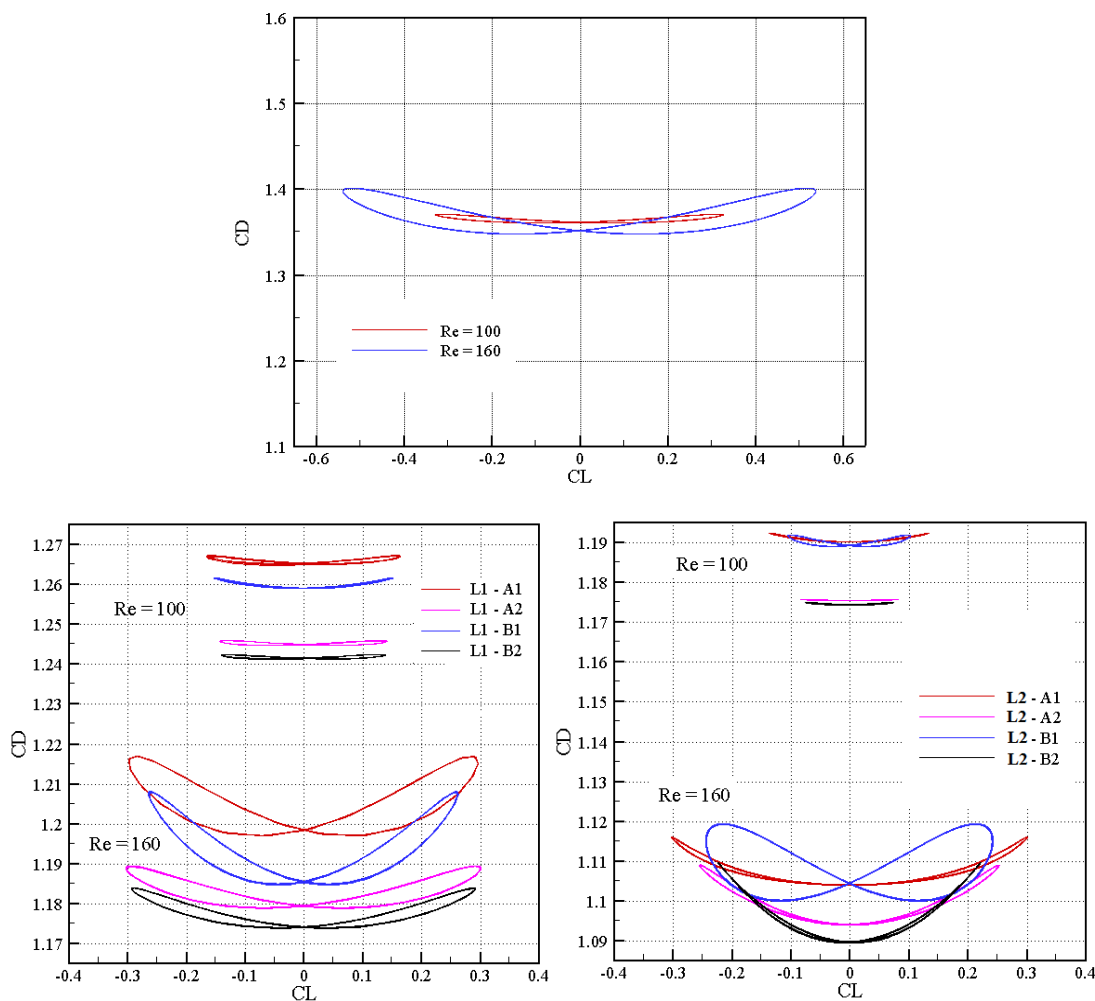 1.6
1.5
1.4
1.3
1.2
1.1
CD
Re = 100
Re = 160
-0.6 -0.4 -0.2 0 0.2 0.4 0.6
CL
1.27
1.26
1.25
1.24
1.23
1.22
1.21
1.2
1.19
1.18
1.17
CD
Re = 100
L1 - A1
L1 - A2
L1 - B1
L1 - B2
Re = 160
-0.4 -0.3 -0.2 -0.1 0 0.1 0.2 0.3 0.4
CL
1.19
1.18
1.17
1.16
1.15
1.14
1.13
1.12
1.11
1.1
1.09
CD
Re = 100
L2 - A1
L2 - A2
L2 - B1
L2 - B2
Re = 160
-0.4 -0.3 -0.2 -0.1 0 0.1 0.2 0.3 0.4
CL